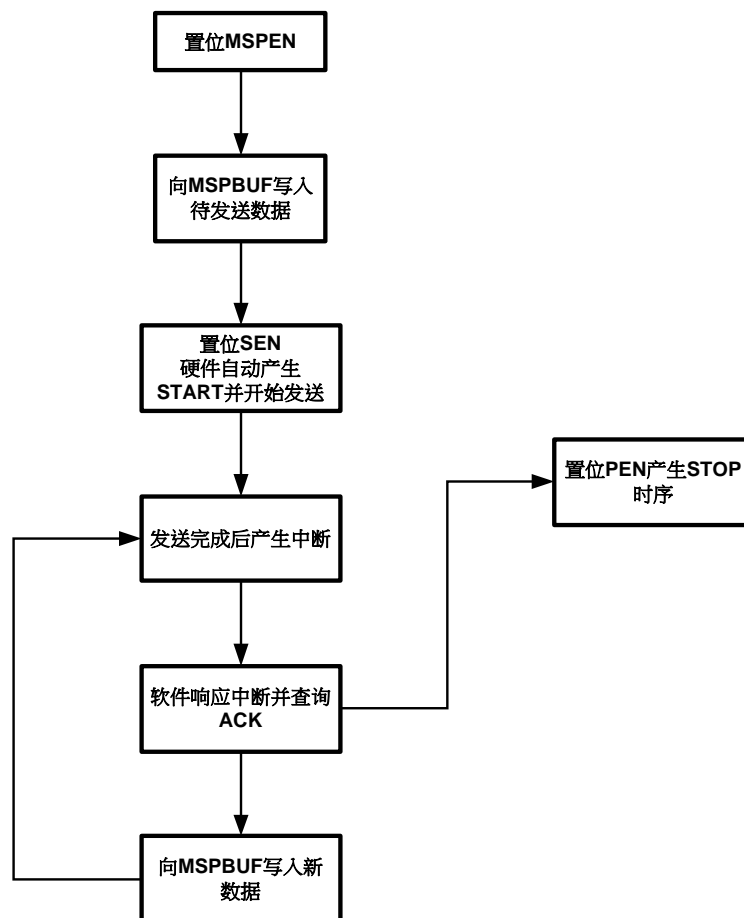 置位MSPEN
向MSPBUF写入
待发送数据
置位SEN
硬件自动产生
START并开始发送
置位PEN产生STOP
时序
发送完成后产生中断
软件响应中断并查询
ACK
向MSPBUF写入新
数据